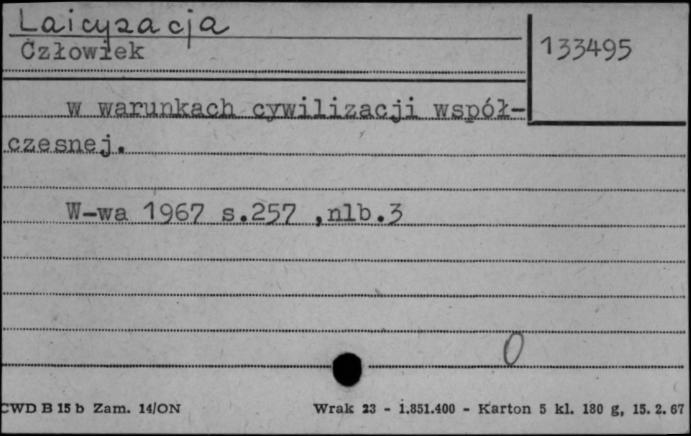 Laicyzacja
Człowiek
133495
w warunkach cywilizacji współ-
czesnej.
W-wa 1967 s.257 ,nlb.3
0
CWD B 15 b Zam. 14/ON
Wrak 23 - 1.851.400 - Karton 5 kl. 180 g, 15. 2. 67